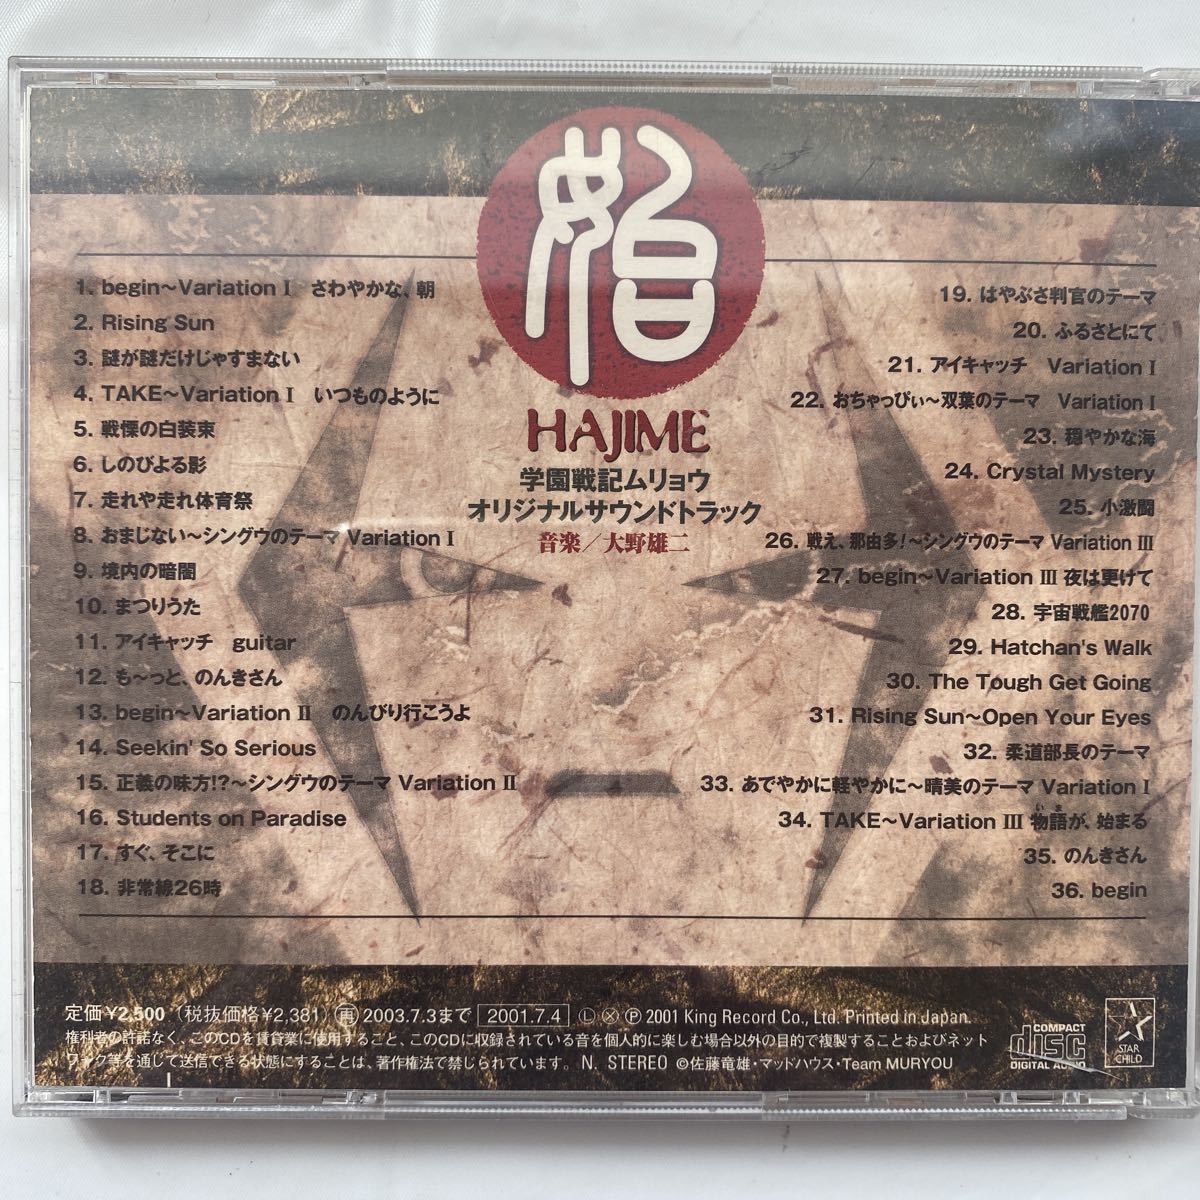 始
HAJIME
学園戦記ムリョウ
オリジナルサウンドトラック
音楽／大野雄二
1. begin～Variation Ⅰ さわやかな、朝
2. Rising Sun
3. 謎が謎だけじゃすまない
4. TAKE～Variation Ⅰ いつものように
5. 戦慄の白装束
6. しのびよる影
7. 走れや走れ体育祭
8. おまじない～シングウのテーマ Variation Ⅰ
9. 境内の暗闇
10. まつりうた
11. アイキャッチ guitar
12. も～っと、のんきさん
13. begin～Variation Ⅱ のんびり行こうよ
14. Seekin' So Serious
15. 正義の味方!?～シングウのテーマ Variation Ⅱ
16. Students on Paradise
17. すぐ、そこに
18. 非常線26時
19. はやぶさ判官のテーマ
20. ふるさとにて
21. アイキャッチ Variation Ⅰ
22. おちゃっぴぃ～双葉のテーマ Variation Ⅰ
23. 穏やかな海
24. Crystal Mystery
25. 小激闘
26. 戦え、那由多!～シングウのテーマ Variation Ⅲ
27. begin～Variation Ⅲ 夜は更けて
28. 宇宙戦艦2070
29. Hatchan's Walk
30. The Tough Get Going
31. Rising Sun～Open Your Eyes
32. 柔道部長のテーマ
33. あでやかに軽やかに～晴美のテーマ Variation Ⅰ
いま
34. TAKE～Variation Ⅲ 物語が、始まる
35. のんきさん
36. begin
定価¥2,500 (税抜価格¥2,381) 再 2003.7.3まで 2001.7.4 Ⓛ Ⓧ Ⓟ 2001 King Record Co., Ltd. Printed in Japan.
権利者の許諾なく、このCDを賃貸業に使用すること、このCDに収録されている音を個人的に楽しむ場合以外の目的で複製することおよびネット
ワーク等を通じて送信できる状態にすることは、著作権法で禁じられています。 N. STEREO ©佐藤竜雄・マッドハウス・Team MURYOU
COMPACT
disc
DIGITAL AUDIO
STAR
CHILD